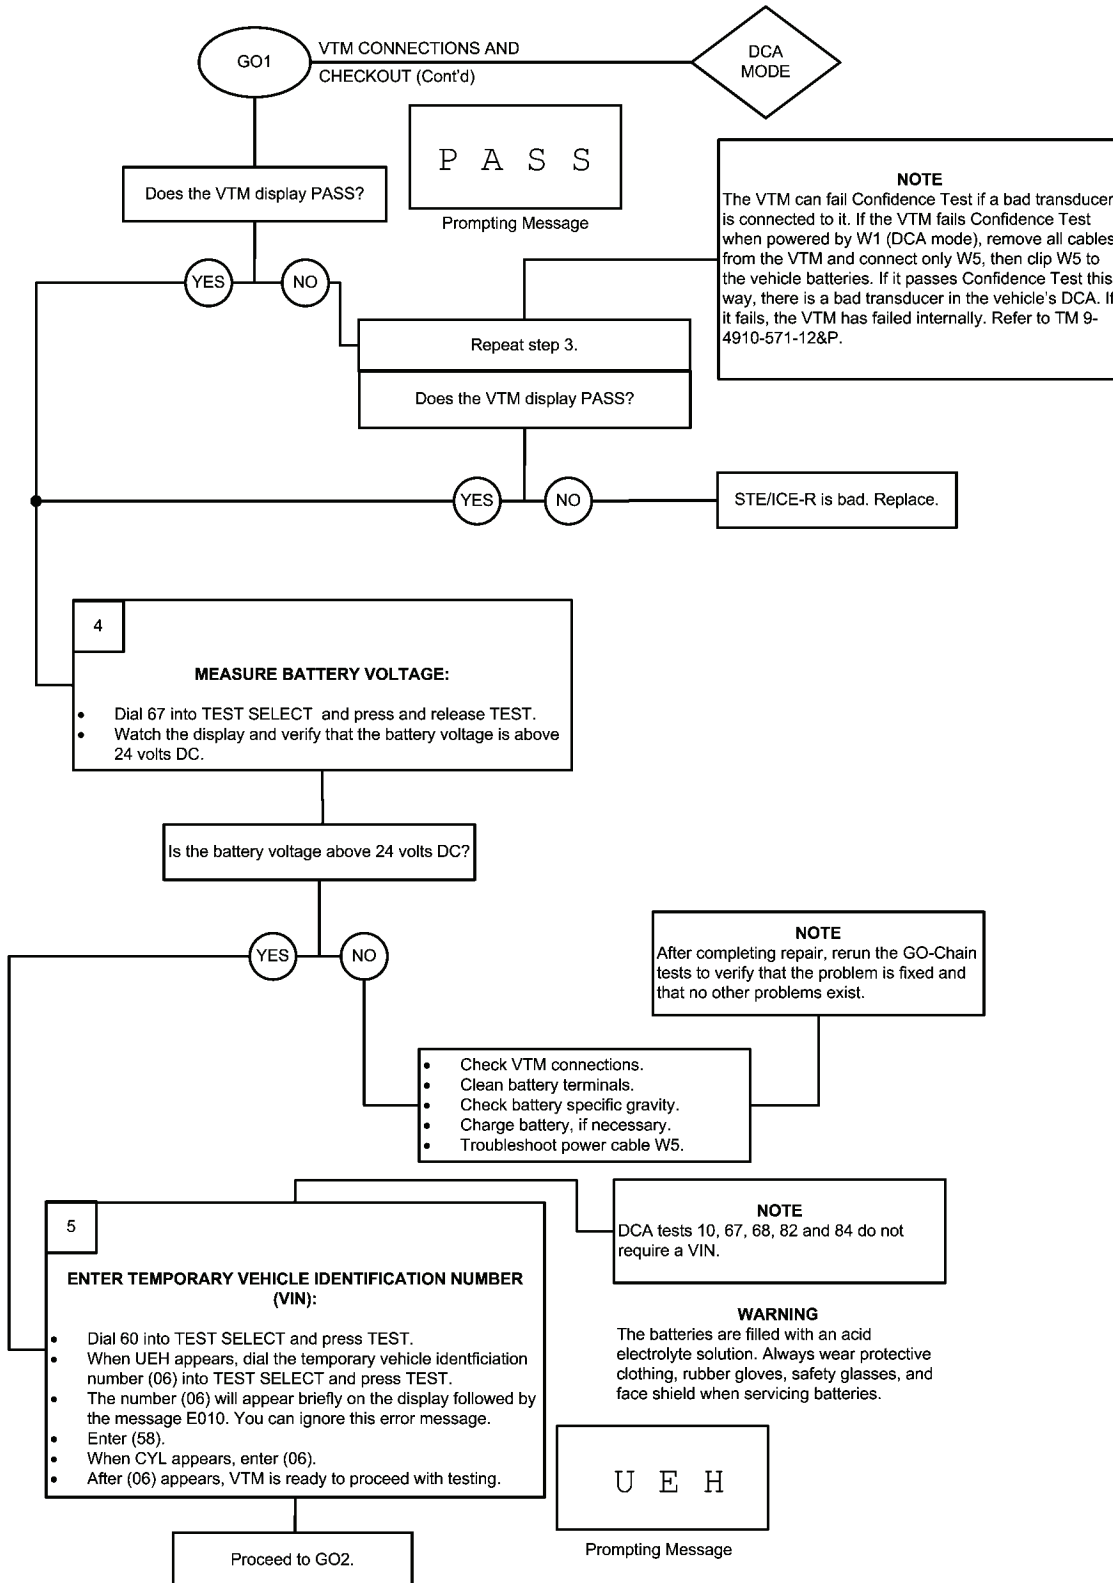 GO1
VTM CONNECTIONS AND
CHECKOUT (Cont'd)
DCA
MODE
P A S S
Prompting Message
Does the VTM display PASS?
NOTE
The VTM can fail Confidence Test if a bad transducer
is connected to it. If the VTM fails Confidence Test
when powered by W1 (DCA mode), remove all cables
from the VTM and connect only W5, then clip W5 to
the vehicle batteries. If it passes Confidence Test this
way, there is a bad transducer in the vehicle's DCA. If
it fails, the VTM has failed internally. Refer to TM 9-
4910-571-12&P.
YES
NO
Repeat step 3.
Does the VTM display PASS?
YES
NO
STE/ICE-R is bad. Replace.
4
MEASURE BATTERY VOLTAGE:
• Dial 67 into TEST SELECT and press and release TEST.
• Watch the display and verify that the battery voltage is above
24 volts DC.
Is the battery voltage above 24 volts DC?
YES
NO
NOTE
After completing repair, rerun the GO-Chain
tests to verify that the problem is fixed and
that no other problems exist.
• Check VTM connections.
• Clean battery terminals.
• Check battery specific gravity.
• Charge battery, if necessary.
• Troubleshoot power cable W5.
5
ENTER TEMPORARY VEHICLE IDENTIFICATION NUMBER
(VIN):
• Dial 60 into TEST SELECT and press TEST.
• When UEH appears, dial the temporary vehicle identficiation
number (06) into TEST SELECT and press TEST.
• The number (06) will appear briefly on the display followed by
the message E010. You can ignore this error message.
• Enter (58).
• When CYL appears, enter (06).
• After (06) appears, VTM is ready to proceed with testing.
NOTE
DCA tests 10, 67, 68, 82 and 84 do not
require a VIN.
WARNING
The batteries are filled with an acid
electrolyte solution. Always wear protective
clothing, rubber gloves, safety glasses, and
face shield when servicing batteries.
U E H
Prompting Message
Proceed to GO2.